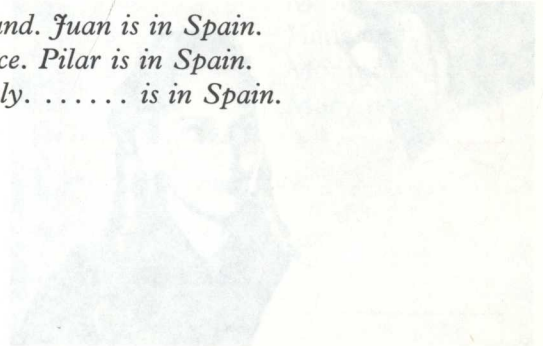 and. Juan is in Spain.
ce. Pilar is in Spain.
ly. . . . . . . . is in Spain.